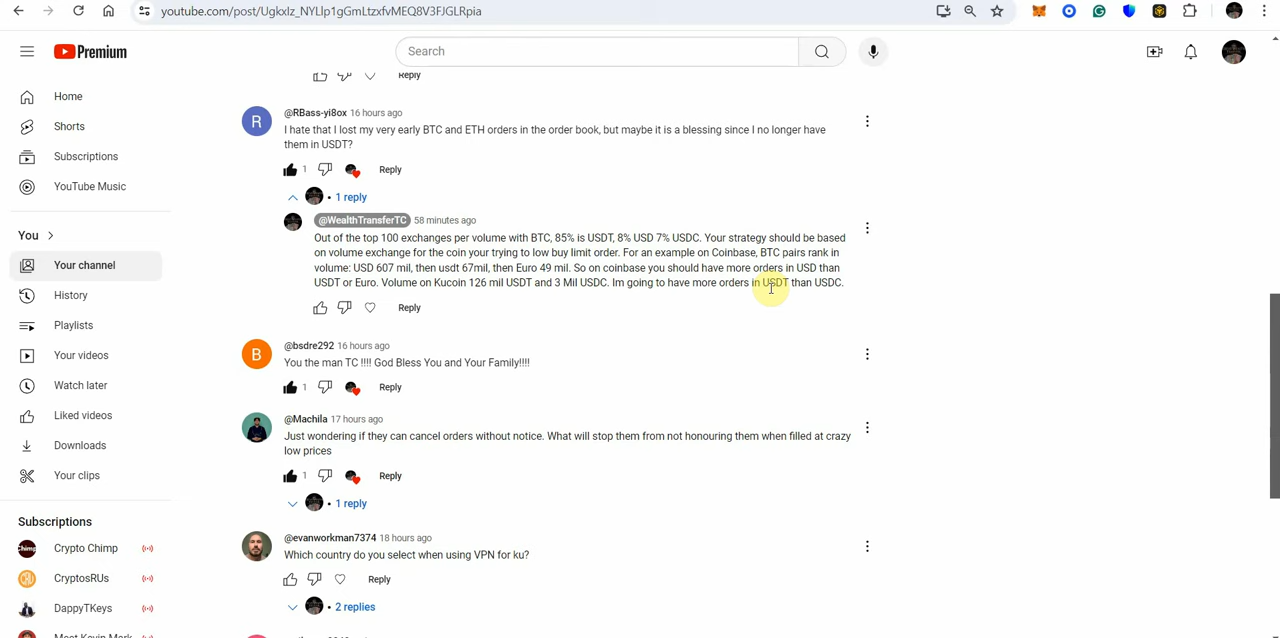 youtube.com/post/UgkxIz_NYLlp1gGmLtzxfvMEQ8V3FJGLRpia
Premium
Search
Home
Shorts
Subscriptions
YouTube Music
You
Your channel
History
Playlists
Your videos
Watch later
Liked videos
Downloads
Your clips
Subscriptions
Chimp
Crypto Chimp
CryptosRUs
DappyTKeys
Meet Kevin
Reply
R
@RBass-yi8ox 16 hours ago
I hate that I lost my very early BTC and ETH orders in the order book, but maybe it is a blessing since I no longer have
them in USDT?
1 Reply
• 1 reply
@WealthTransferTC 58 minutes ago
Out of the top 100 exchanges per volume with BTC, 85% is USDT, 8% USD 7% USDC. Your strategy should be based
on volume exchange for the coin your trying to low buy limit order. For an example on Coinbase, BTC pairs rank in
volume: USD 607 mil, then usdt 67mil, then Euro 49 mil. So on coinbase you should have more orders in USD than
USDT or Euro. Volume on Kucoin 126 mil USDT and 3 Mil USDC. Im going to have more orders in USDT than USDC.
Reply
B
@bsdre292 16 hours ago
You the man TC !!!! God Bless You and Your Family!!!!
1 Reply
@Machila 17 hours ago
Just wondering if they can cancel orders without notice. What will stop them from not honouring them when filled at crazy
low prices
1 Reply
• 1 reply
@evanworkman7374 18 hours ago
Which country do you select when using VPN for ku?
Reply
• 2 replies